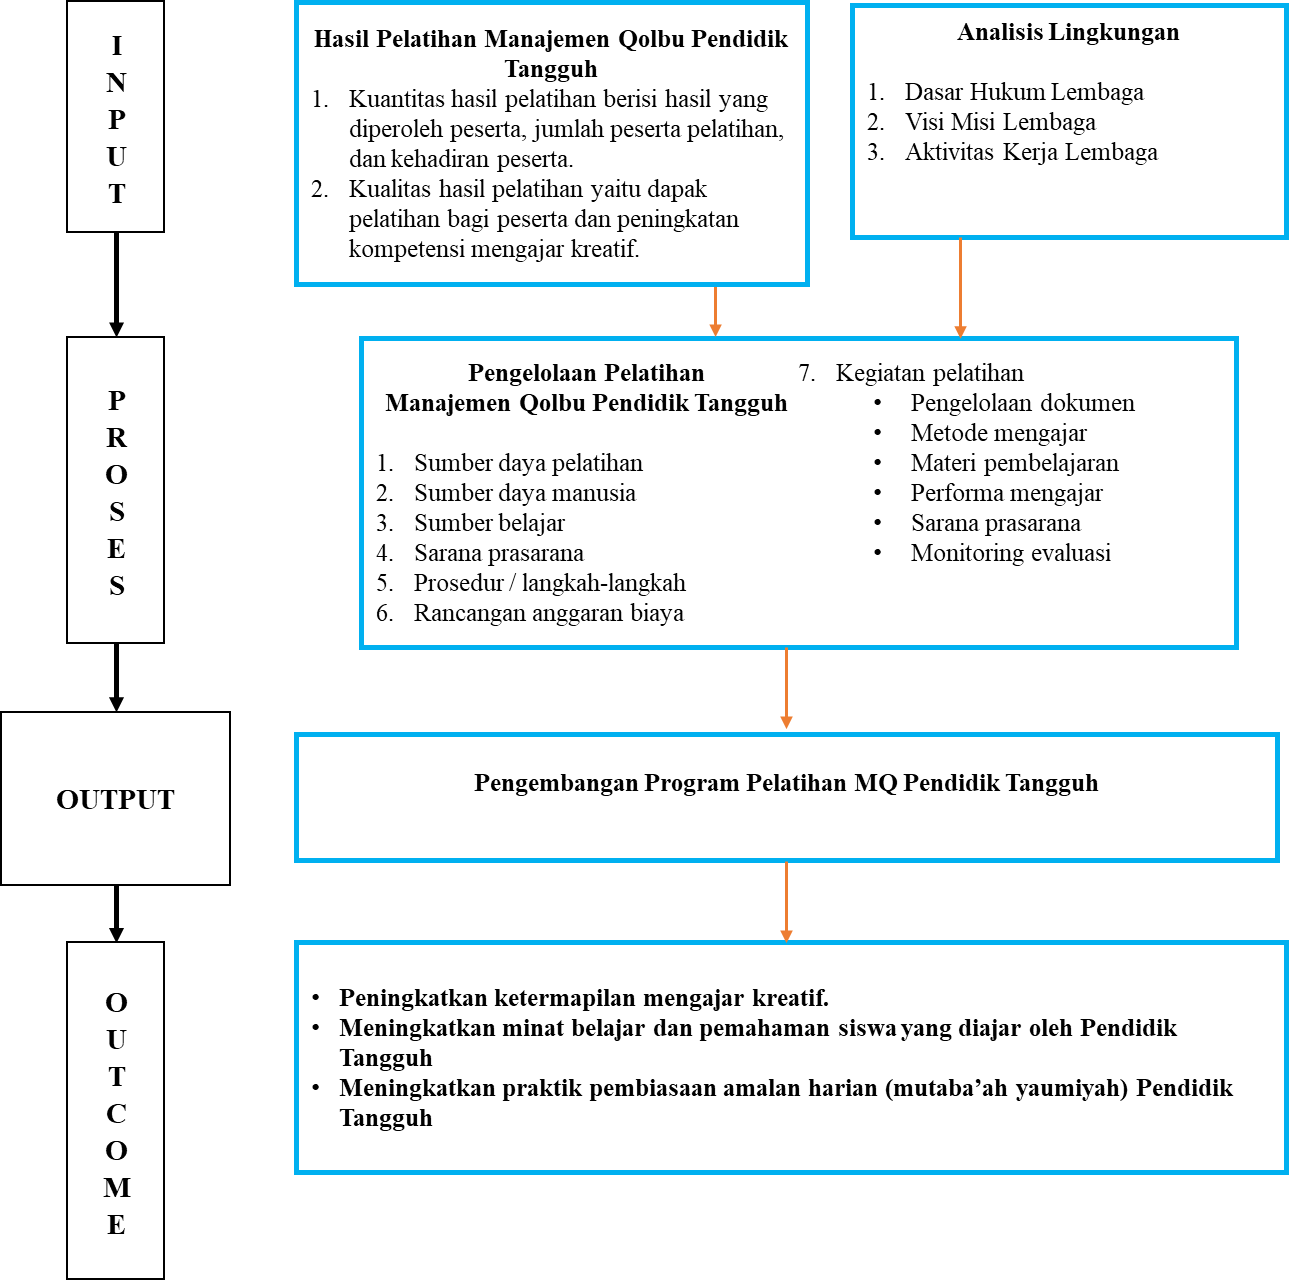 INPUT
Hasil Pelatihan Manajemen Qolbu Pendidik
Tangguh
1. Kuantitas hasil pelatihan berisi hasil yang
diperoleh peserta, jumlah peserta pelatihan,
dan kehadiran peserta.
2. Kualitas hasil pelatihan yaitu dapak
pelatihan bagi peserta dan peningkatan
kompetensi mengajar kreatif.
Analisis Lingkungan
1. Dasar Hukum Lembaga
2. Visi Misi Lembaga
3. Aktivitas Kerja Lembaga
PROSES
Pengelolaan Pelatihan
Manajemen Qolbu Pendidik Tangguh
1. Sumber daya pelatihan
2. Sumber daya manusia
3. Sumber belajar
4. Sarana prasarana
5. Prosedur / langkah-langkah
6. Rancangan anggaran biaya
7. Kegiatan pelatihan
• Pengelolaan dokumen
• Metode mengajar
• Materi pembelajaran
• Performa mengajar
• Sarana prasarana
• Monitoring evaluasi
OUTPUT
Pengembangan Program Pelatihan MQ Pendidik Tangguh
OUTCOME
• Peningkatkan ketermapilan mengajar kreatif.
• Meningkatkan minat belajar dan pemahaman siswa yang diajar oleh Pendidik
Tangguh
• Meningkatkan praktik pembiasaan amalan harian (mutaba’ah yaumiyah) Pendidik
Tangguh